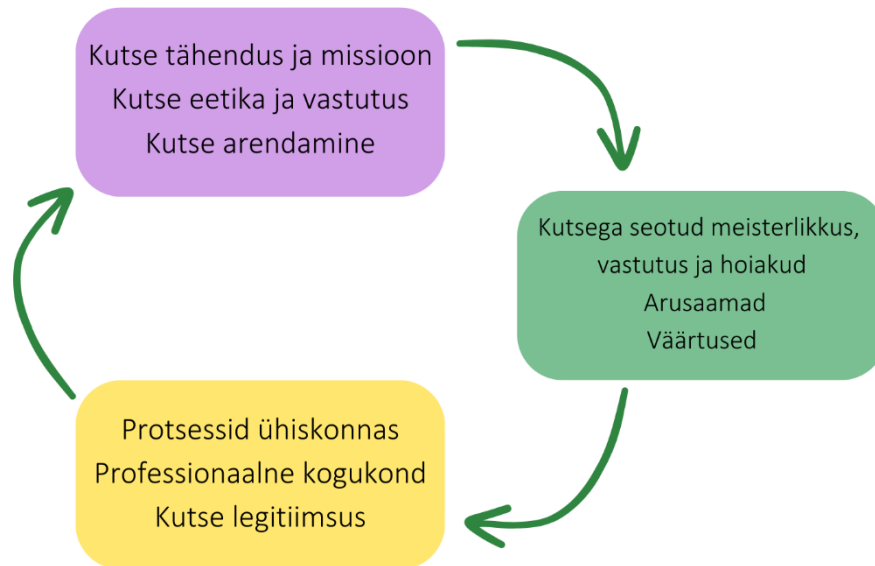 Kutse tähendus ja missioon
Kutse eetika ja vastutus
Kutse arendamine
Kutsega seotud meisterlikkus,
vastutus ja hoiakud
Arusaamad
Väärtused
Protsessid ühiskonnas
Professionaalne kogukond
Kutse legitiimsus